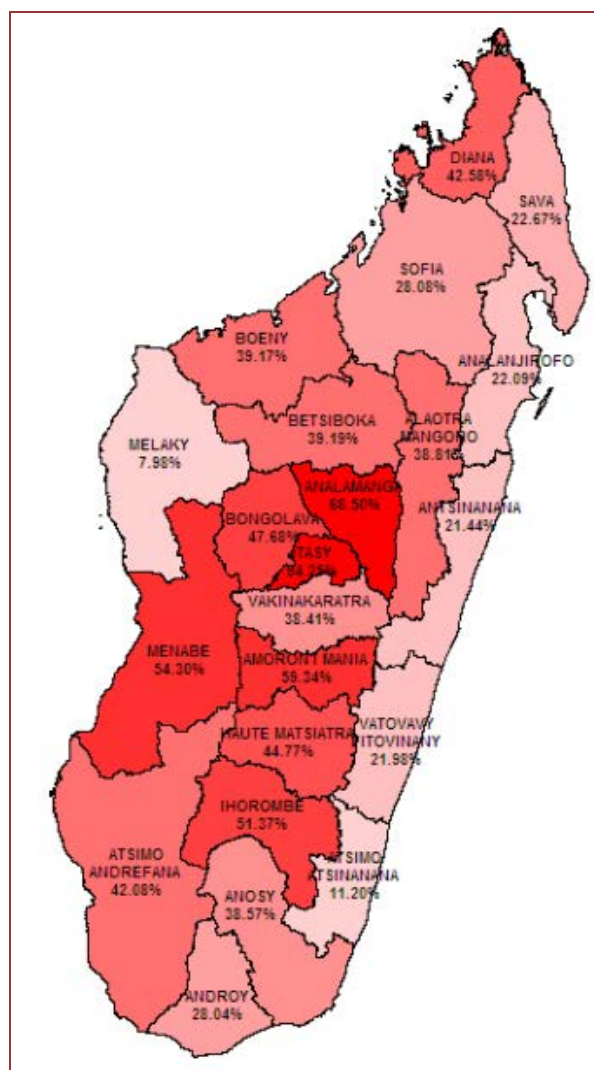 DIANA
42.58%
SAVA
22.67%
SOFIA
28.08%
BOENY
39.17%
ANALANJIROFO
22.09%
BETSIBOKA
39.19%
ALAOTRA
MANGORO
38.81%
MELAKY
7.98%
ANALAMANGA
68.50%
ANTSINANANA
21.44%
BONGOLAVA
47.68%
ITASY
VAKINAKARATRA
38.41%
MENABE
54.30%
AMORON'I MANIA
59.34%
HAUTE MATSIATRA
44.77%
VATOVAVY
FITOVINANY
21.98%
IHOROMBE
51.37%
ATSIMO
ANDREFANA
42.08%
ATSIMO
ATSINANANA
11.20%
ANOSY
38.57%
ANDROY
28.04%